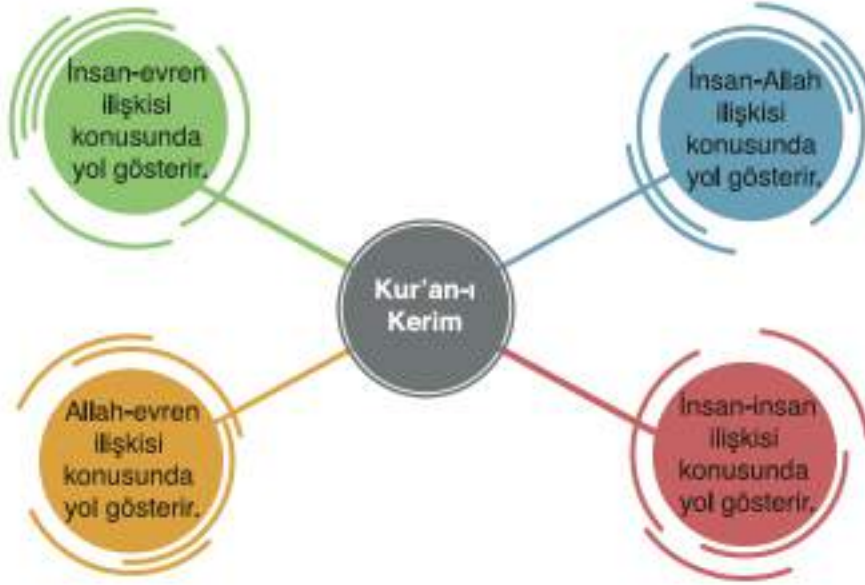 İnsan-evren
ilişkisi
konusunda
yol gösterir.
İnsan-Allah
ilişkisi
konusunda
yol gösterir.
Kur'an-ı
Kerim
Allah-evren
ilişkisi
konusunda
yol gösterir.
İnsan-insan
ilişkisi
konusunda
yol gösterir.